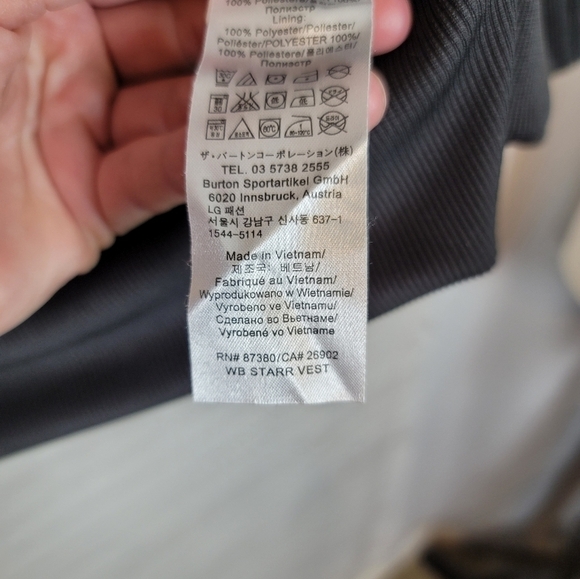 100% Polyester/
Полиэстр
Lining:
100% Polyester/Polyester/
Poliéster/POLYESTER 100%/
100% Poliestere/폴리에스터/
Полиэстр
ザ・バートンコーポレーション(株)
TEL. 03 5738 2555
Burton Sportartikel GmbH
6020 Innsbruck, Austria
LG 패션
서울시 강남구 신사동 637-1
1544-5114
Made in Vietnam/
제조국: 베트남/
Fabriqué au Vietnam/
Wyprodukowano w Wietnamie/
Vyrobeno ve Vietnamu/
Сделано во Вьетнаме/
Vyrobené vo Vietname
RN# 87380/CA# 26902
WB STARR VEST